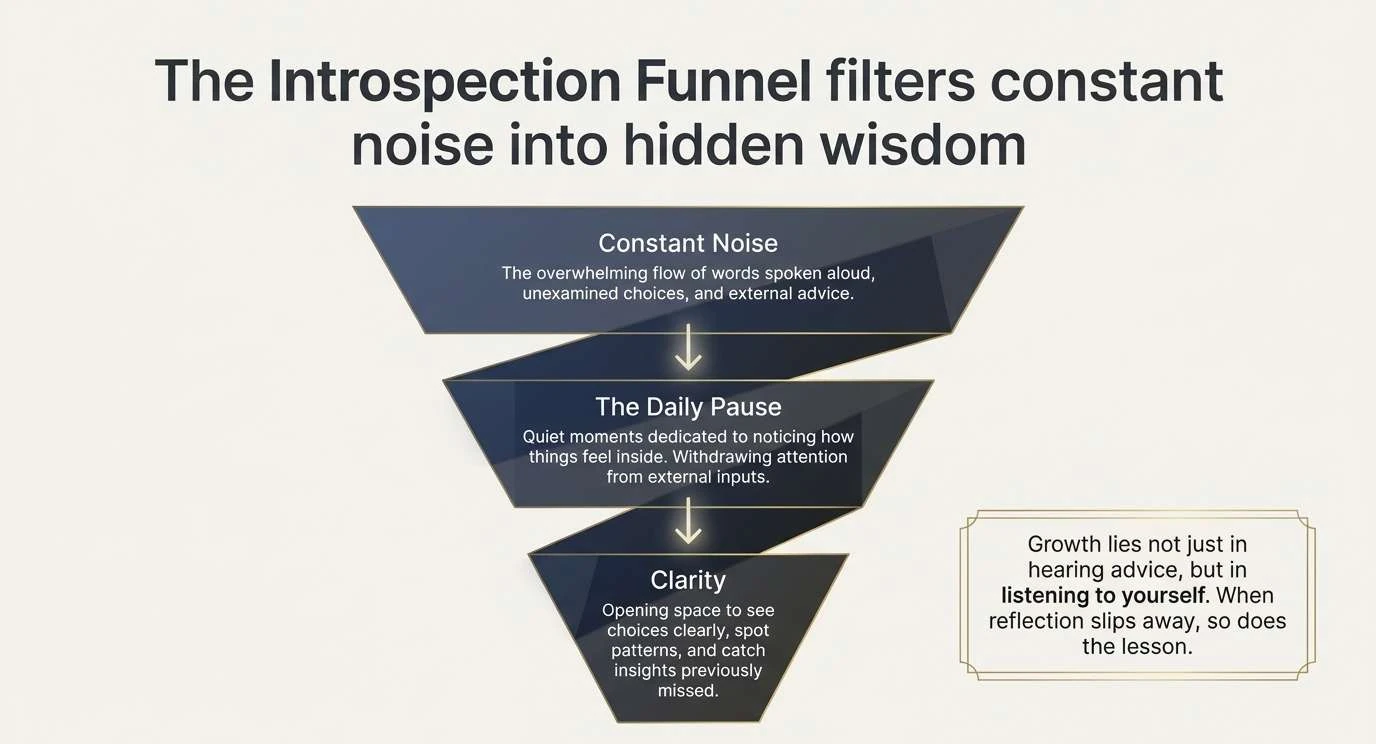 The Introspection Funnel filters constant
noise into hidden wisdom
Constant Noise
The overwhelming flow of words spoken aloud,
unexamined choices, and external advice.
The Daily Pause
Quiet moments dedicated to noticing how
things feel inside. Withdrawing attention
from external inputs.
Clarity
Opening space to see
choices clearly, spot
patterns, and catch
insights previously
missed.
Growth lies not just in
hearing advice, but in
listening to yourself. When
reflection slips away, so does
the lesson.